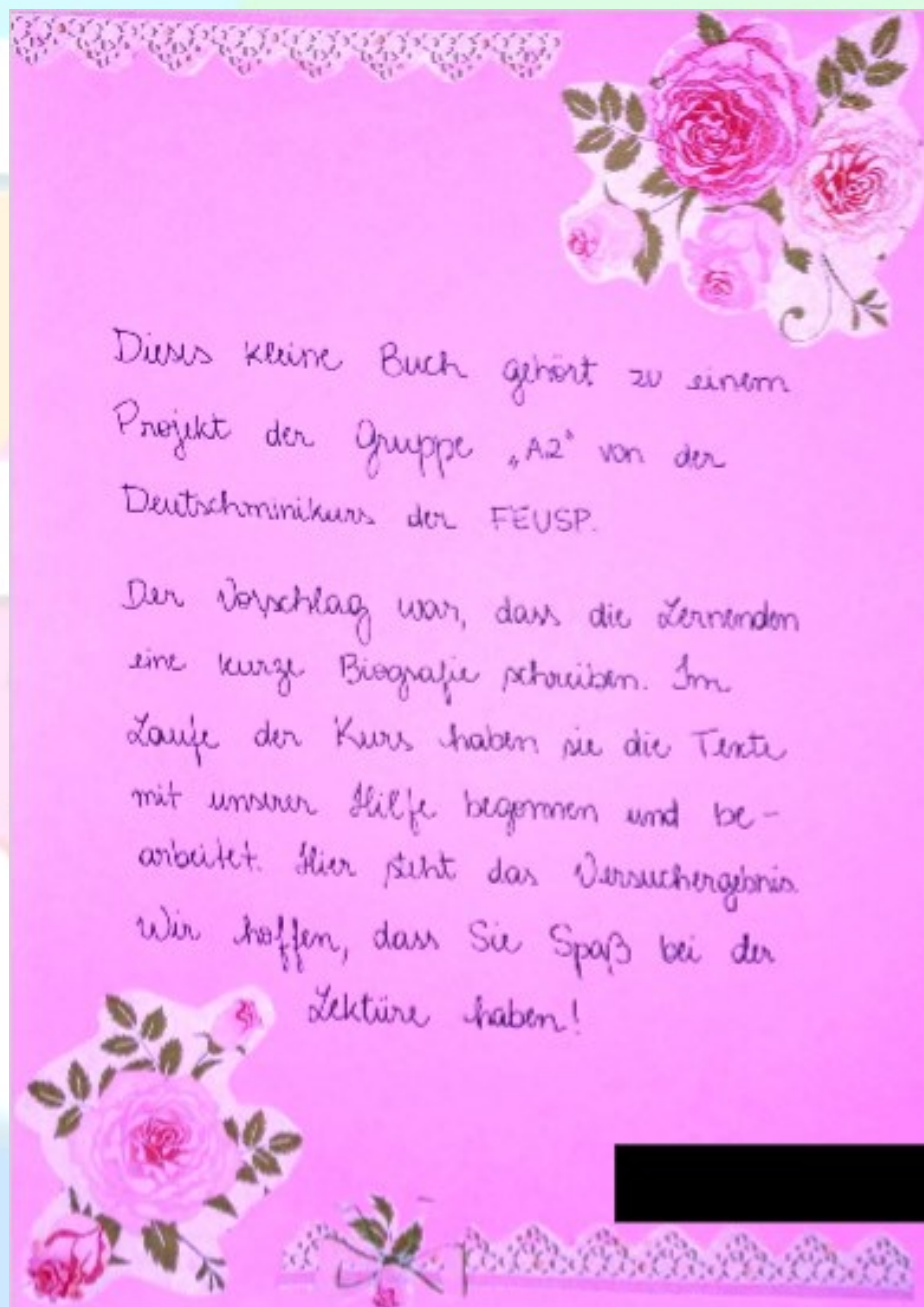 Dieses kleine Buch gehört zu einem
Projekt der Gruppe „A2“ von der
Deutschminikurs der FEUSP.
Der Vorschlag war, dass die Lernenden
eine kurze Biografie schreiben. Im
Laufe der Kurs haben sie die Texte
mit unserer Hilfe begonnen und be-
arbeitet. Hier steht das Versuchergebnis.
Wir hoffen, dass Sie Spaß bei der
Lektüre haben!